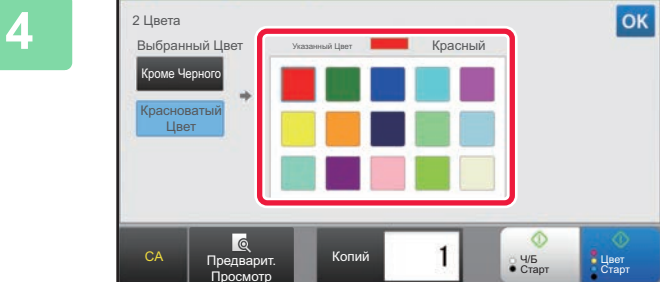 4
2 Цвета
OK
Выбранный Цвет
Указанный Цвет
Красный
Кроме Черного
Красноватый
Цвет
CA
Предварит.
Просмотр
Копий
1
Ч/Б
Старт
Цвет
Старт